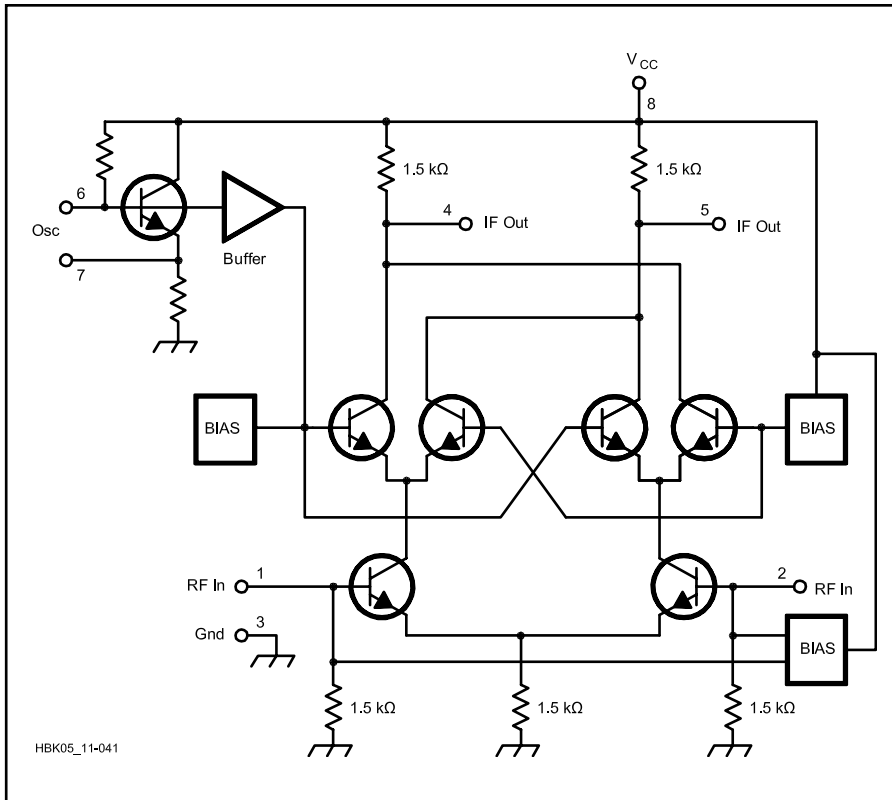 V CC
8
1.5 kΩ
1.5 kΩ
6
4
IF Out
5
IF Out
Osc
7
Buffer
BIAS
BIAS
RF In
1
2
RF In
Gnd
3
BIAS
1.5 kΩ
1.5 kΩ
1.5 kΩ
HBK05_11-041